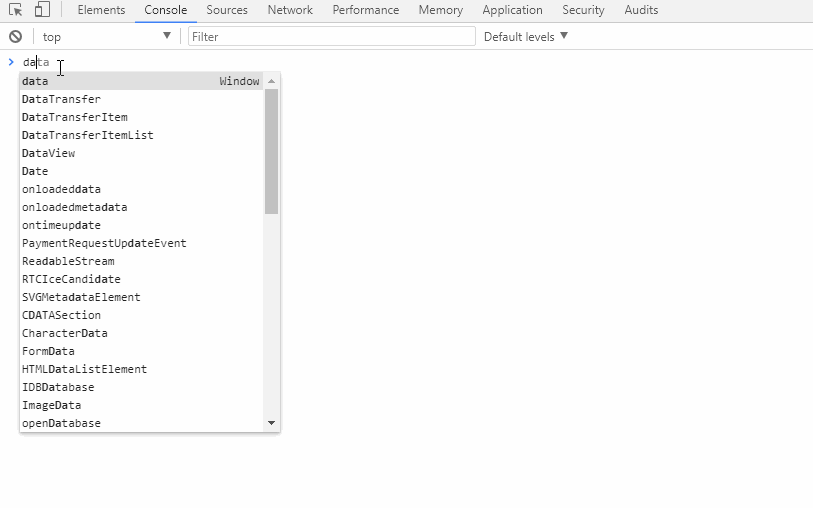 Elements Console Sources Network Performance Memory Application Security Audits
top Filter Default levels
> data
data Window
DataTransfer
DataTransferItem
DataTransferItemList
DataView
Date
onloadeddata
onloadedmetadata
ontimeupdate
PaymentRequestUpdateEvent
ReadableStream
RTCIceCandidate
SVGMetadataElement
CDATASection
CharacterData
FormData
HTMLDataListElement
IDBDatabase
ImageData
openDatabase